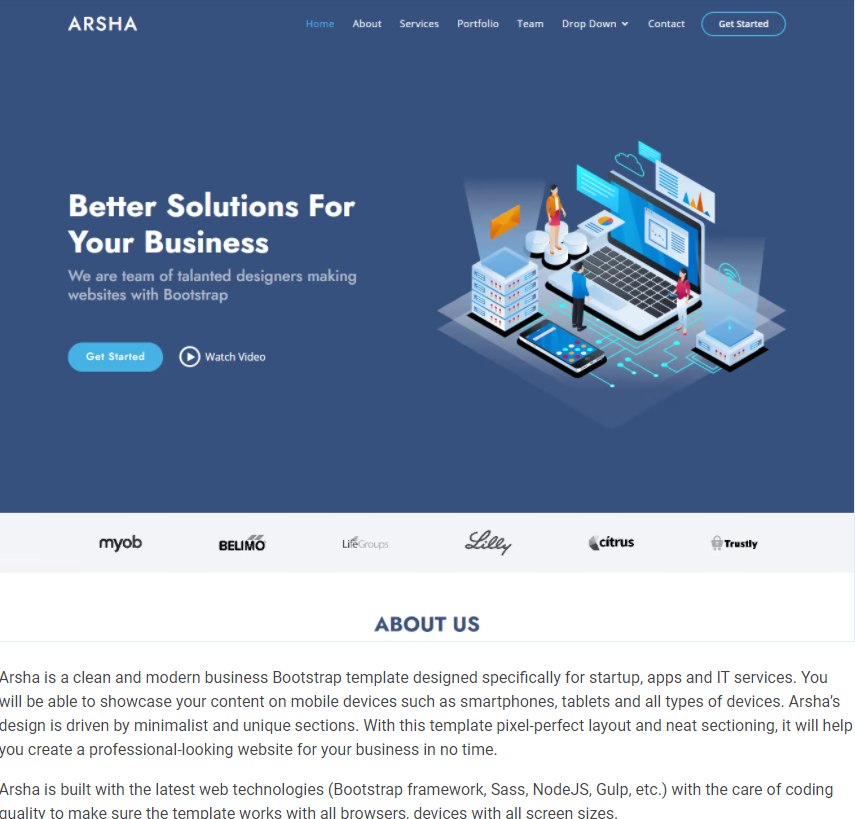 ARSHA
Home About Services Portfolio Team Drop Down Contact Get Started
Better Solutions For
Your Business
We are team of talanted designers making
websites with Bootstrap
Get Started Watch Video
myob BELIMO LifeGroups Lilly citrus Trustly
ABOUT US
Arsha is a clean and modern business Bootstrap template designed specifically for startup, apps and IT services. You
will be able to showcase your content on mobile devices such as smartphones, tablets and all types of devices. Arsha’s
design is driven by minimalist and unique sections. With this template pixel-perfect layout and neat sectioning, it will help
you create a professional-looking website for your business in no time.
Arsha is built with the latest web technologies (Bootstrap framework, Sass, NodeJS, Gulp, etc.) with the care of coding
quality to make sure the template works with all browsers, devices with all screen sizes.